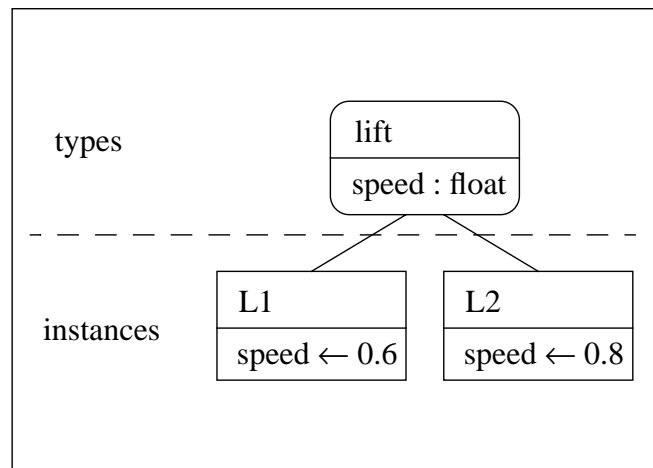 types
lift
speed : float
instances
L1
speed ← 0.6
L2
speed ← 0.8